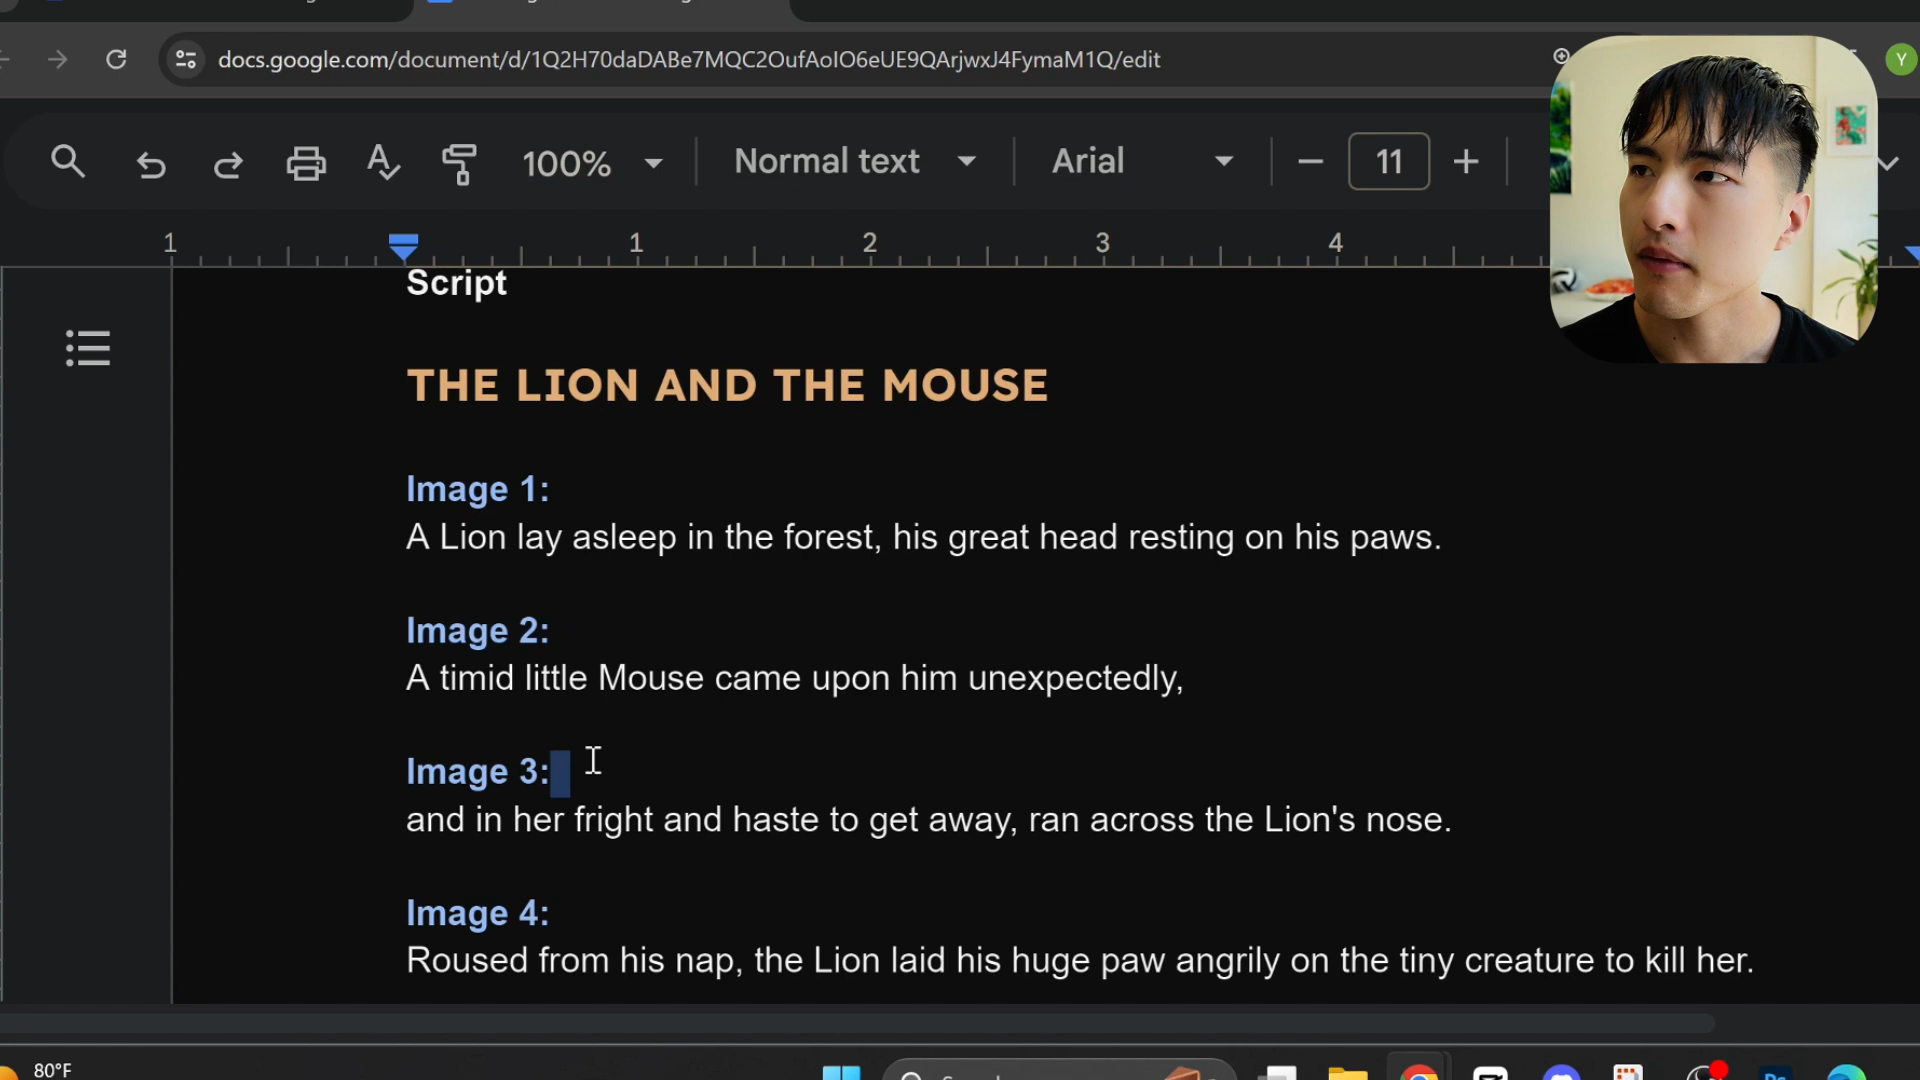 docs.google.com/document/d/1Q2H70daDABe7MQC2OufAoIO6eUE9QArjwxJ4FymaM1Q/edit
Y
100%
Normal text
Arial
11
1 1 2 3 4
Script
THE LION AND THE MOUSE
Image 1:
A Lion lay asleep in the forest, his great head resting on his paws.
Image 2:
A timid little Mouse came upon him unexpectedly,
Image 3:
and in her fright and haste to get away, ran across the Lion's nose.
Image 4:
Roused from his nap, the Lion laid his huge paw angrily on the tiny creature to kill her.
80°F